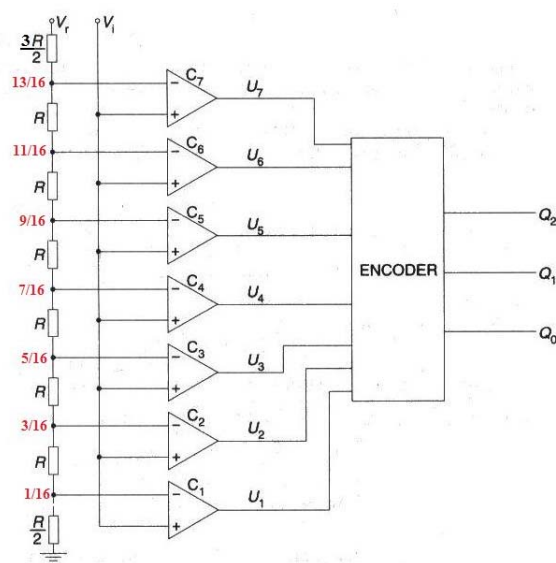 Vr Vi
3R/2
13/16 C7 U7
R
11/16 C6 U6
R
9/16 C5 U5 Q2
R ENCODER Q1
7/16 C4 U4
R Q0
5/16 C3 U3
R
3/16 C2 U2
R
1/16 C1 U1
R/2